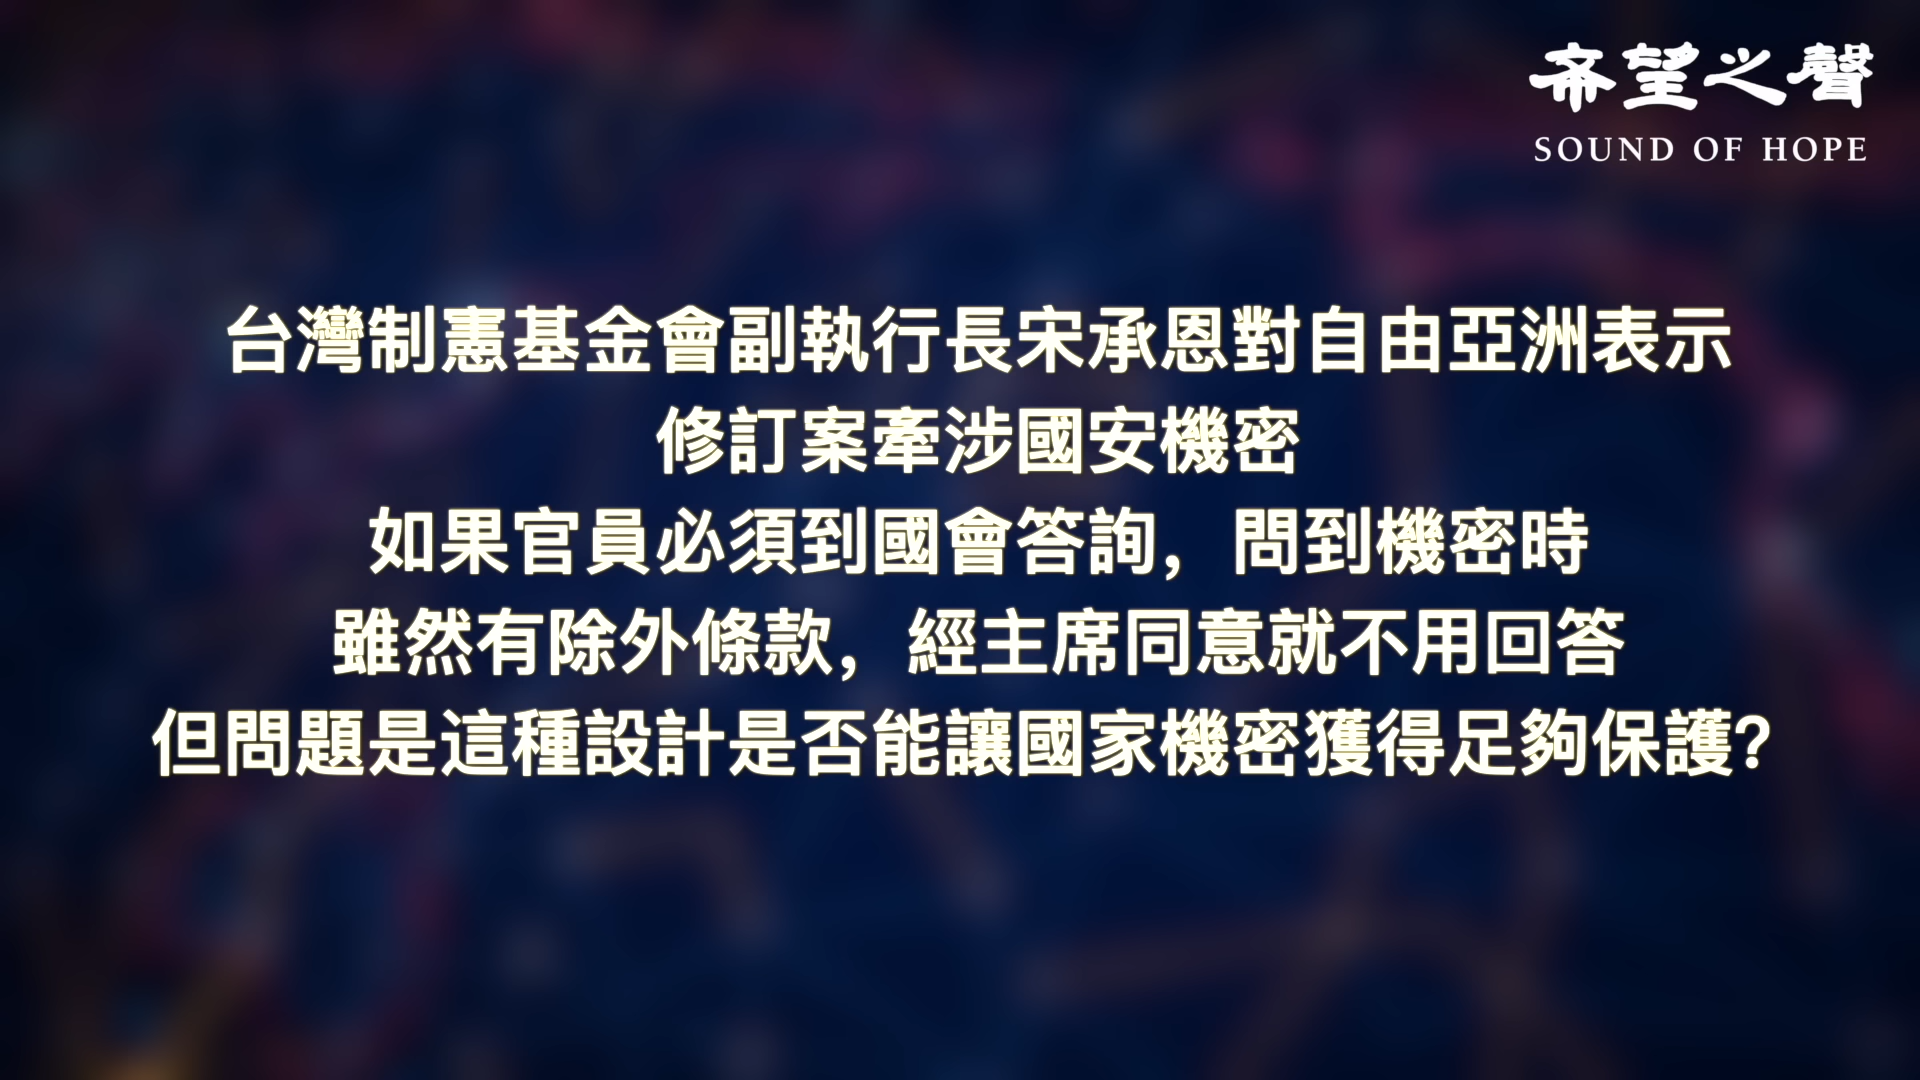 希望之聲
SOUND OF HOPE
台灣制憲基金會副執行長宋承恩對自由亞洲表示
修訂案牽涉國安機密
如果官員必須到國會答詢，問到機密時
雖然有除外條款，經主席同意就不用回答
但問題是這種設計是否能讓國家機密獲得足夠保護？